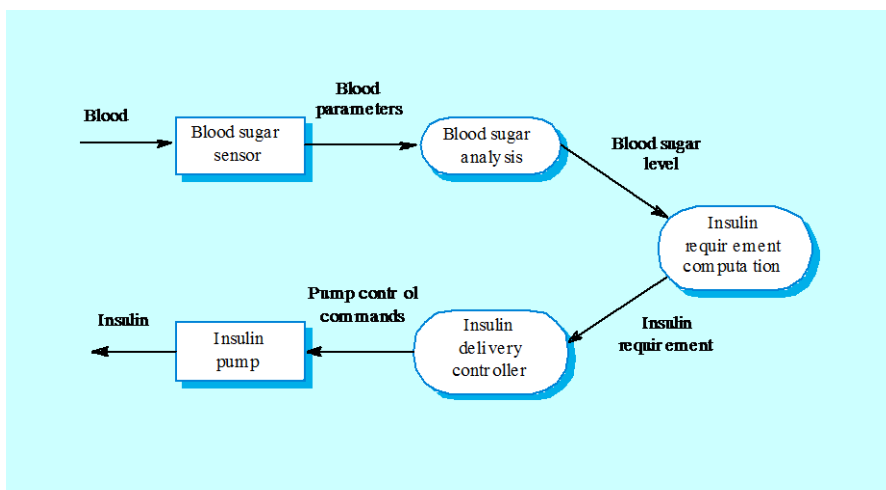 Blood
Blood sugar
sensor
Blood
parameters
Blood sugar
analysis
Blood sugar
level
Insulin
requirement
computation
Insulin
requirement
Insulin
delivery
controller
Pump control
commands
Insulin
pump
Insulin